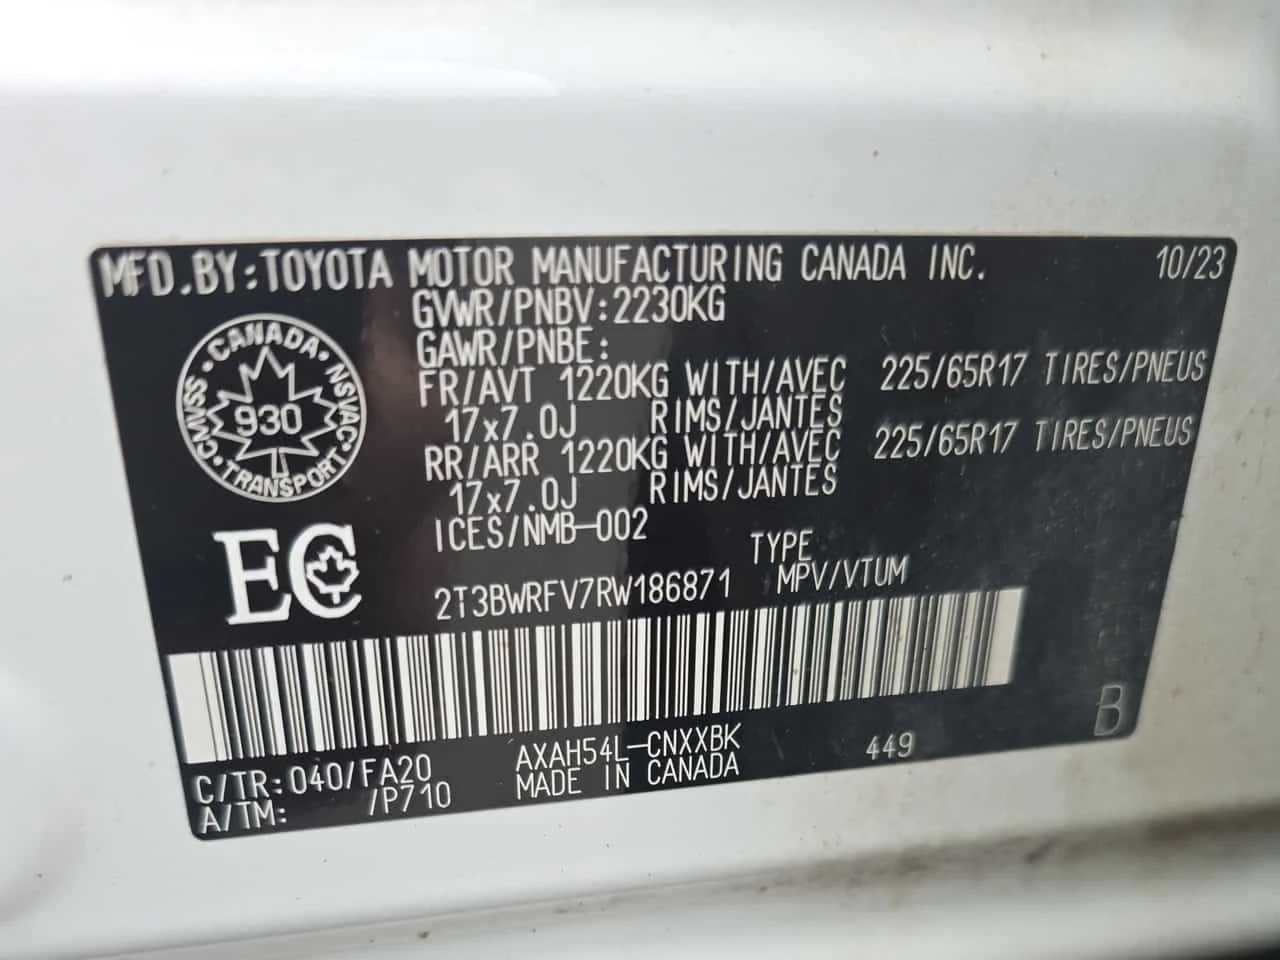 MFD.BY:TOYOTA MOTOR MANUFACTURING CANADA INC. 10/23
GVWR/PNBV:2230KG
GAWR/PNBE:
FR/AVT 1220KG WITH/AVEC 225/65R17 TIRES/PNEUS
17x7.0J RIMS/JANTES
RR/ARR 1220KG WITH/AVEC 225/65R17 TIRES/PNEUS
17x7.0J RIMS/JANTES
ICES/NMB-002
CANADA · NSVAC · TRANSPORT · CMVSS ·
930
EC
TYPE
2T3BWRFV7RW186871 MPV/VTUM
B
C/TR:040/FA20 AXAH54L-CNXXBK 449
A/TM: /P710 MADE IN CANADA